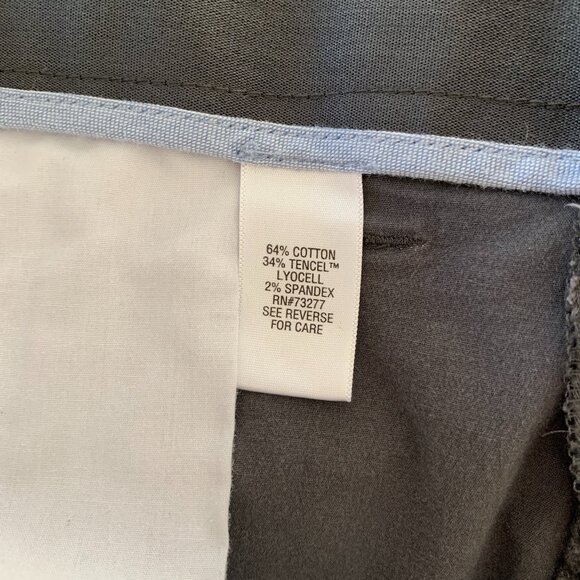 64% COTTON
34% TENCEL™
LYOCELL
2% SPANDEX
RN#73277
SEE REVERSE
FOR CARE